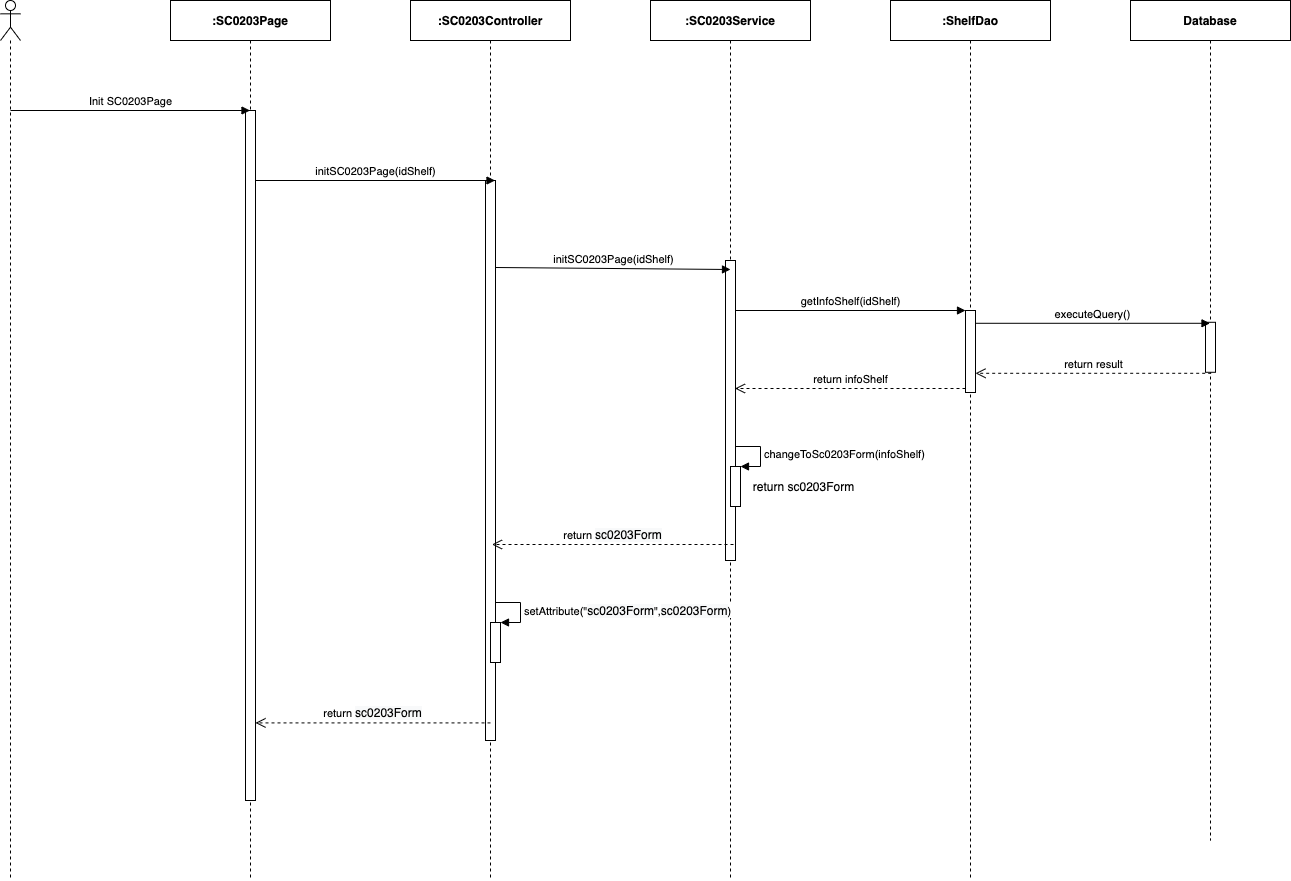 :SC0203Page
:SC0203Controller
:SC0203Service
:ShelfDao
Database
Init SC0203Page
initSC0203Page(idShelf)
initSC0203Page(idShelf)
getInfoShelf(idShelf)
executeQuery()
return result
return infoShelf
changeToSc0203Form(infoShelf)
return sc0203Form
return sc0203Form
setAttribute("sc0203Form",sc0203Form)
return sc0203Form